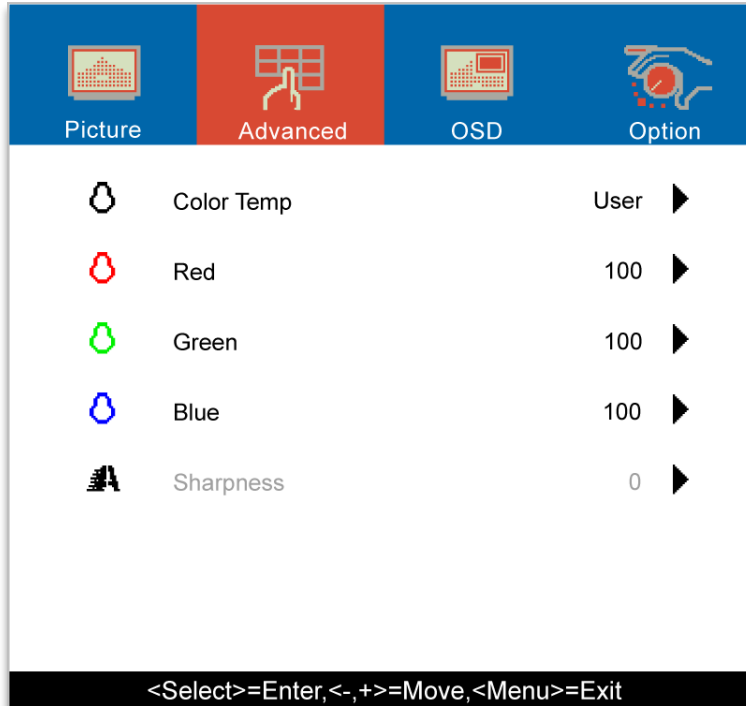 Picture Advanced OSD Option
Color Temp User
Red 100
Green 100
Blue 100
Sharpness 0
<Select>=Enter,<-,+>=Move,<Menu>=Exit